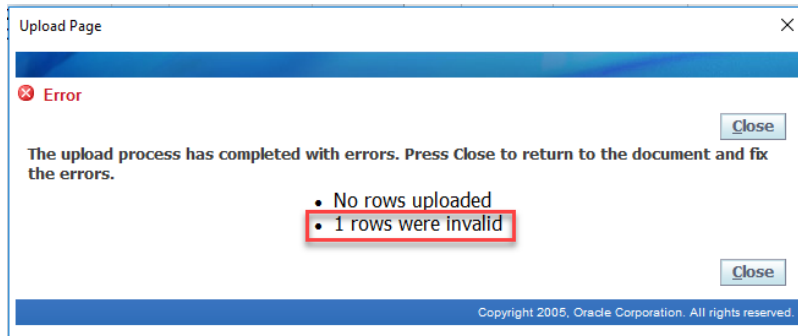 Upload Page
Error
Close
The upload process has completed with errors. Press Close to return to the document and fix
the errors.
• No rows uploaded
• 1 rows were invalid
Close
Copyright 2005, Oracle Corporation. All rights reserved.